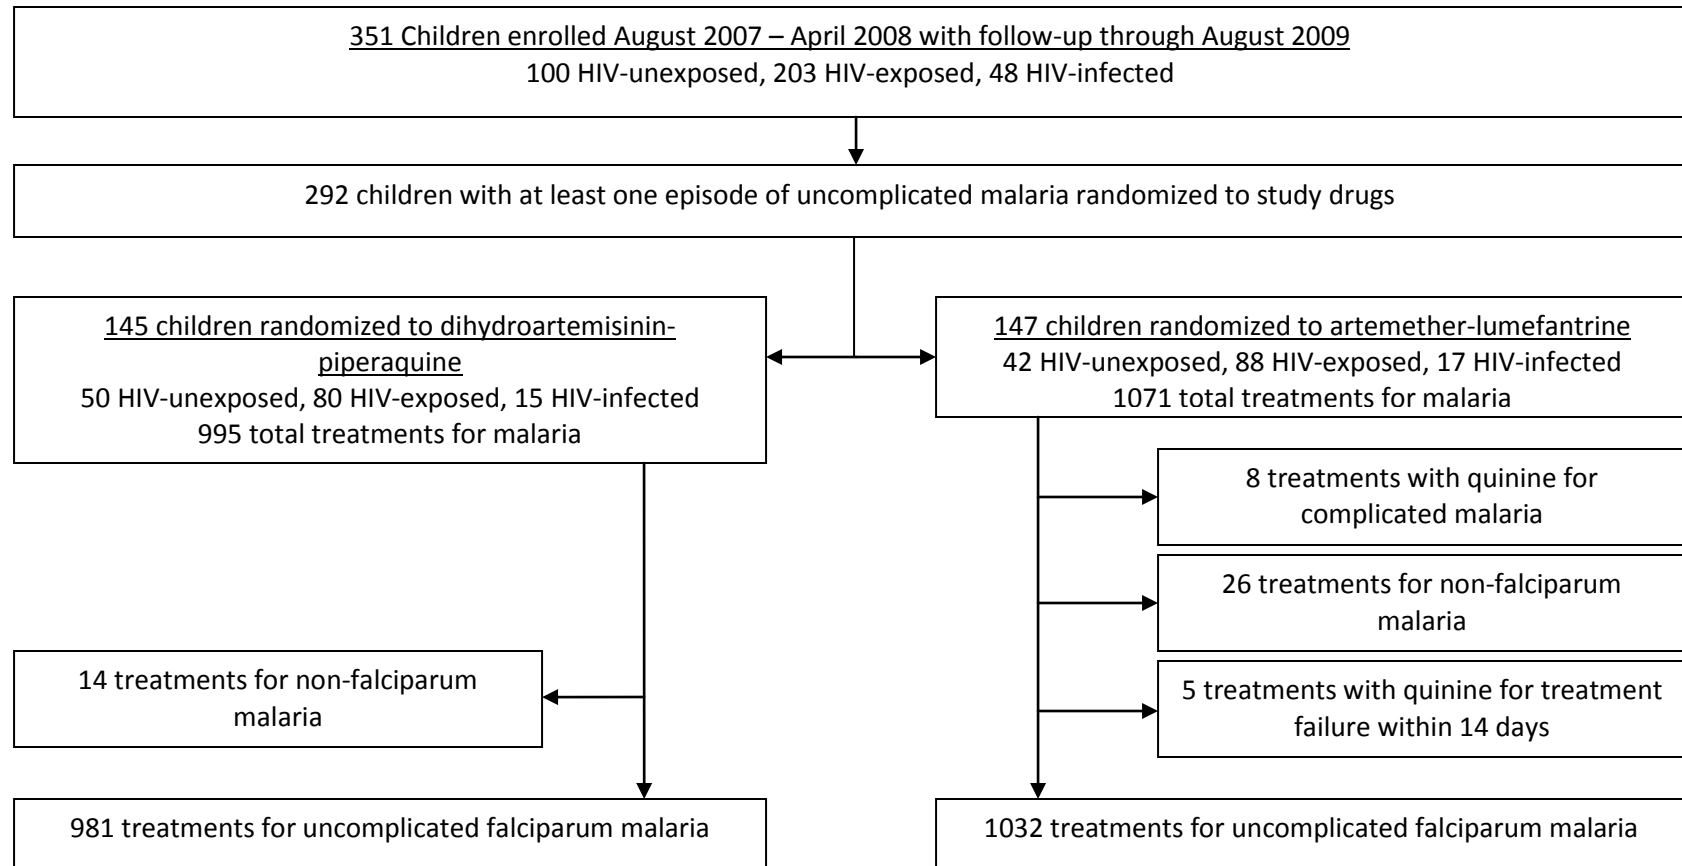 351 Children enrolled August 2007 – April 2008 with follow-up through August 2009
100 HIV-unexposed, 203 HIV-exposed, 48 HIV-infected
292 children with at least one episode of uncomplicated malaria randomized to study drugs
145 children randomized to dihydroartemisinin-
piperaquine
50 HIV-unexposed, 80 HIV-exposed, 15 HIV-infected
995 total treatments for malaria
147 children randomized to artemether-lumefantrine
42 HIV-unexposed, 88 HIV-exposed, 17 HIV-infected
1071 total treatments for malaria
8 treatments with quinine for
complicated malaria
26 treatments for non-falciparum
malaria
14 treatments for non-falciparum
malaria
5 treatments with quinine for treatment
failure within 14 days
981 treatments for uncomplicated falciparum malaria
1032 treatments for uncomplicated falciparum malaria